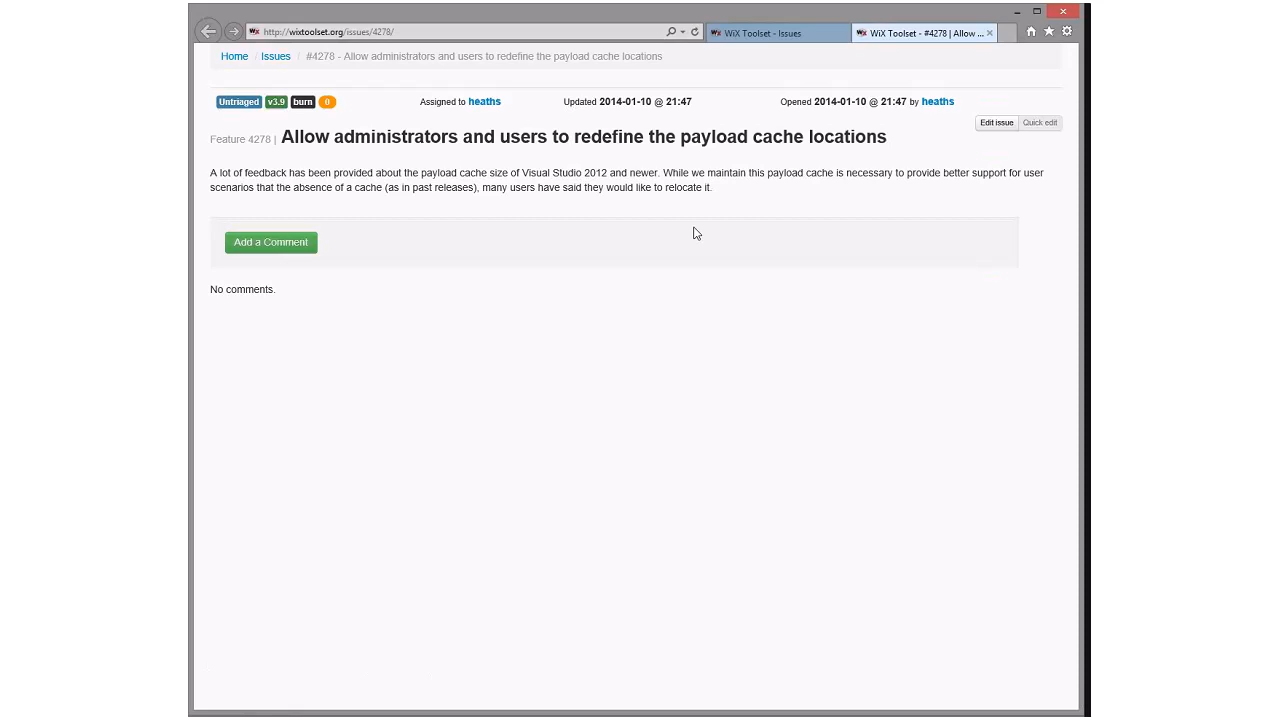 http://wixtoolset.org/issues/4278/
WiX Toolset - Issues
WiX Toolset - #4278 | Allow ...
Home / Issues / #4278 - Allow administrators and users to redefine the payload cache locations
Untriaged v3.9 burn 0 Assigned to heaths Updated 2014-01-10 @ 21:47 Opened 2014-01-10 @ 21:47 by heaths
Edit issue Quick edit
Feature 4278 | Allow administrators and users to redefine the payload cache locations
A lot of feedback has been provided about the payload cache size of Visual Studio 2012 and newer. While we maintain this payload cache is necessary to provide better support for user
scenarios that the absence of a cache (as in past releases), many users have said they would like to relocate it.
Add a Comment
No comments.